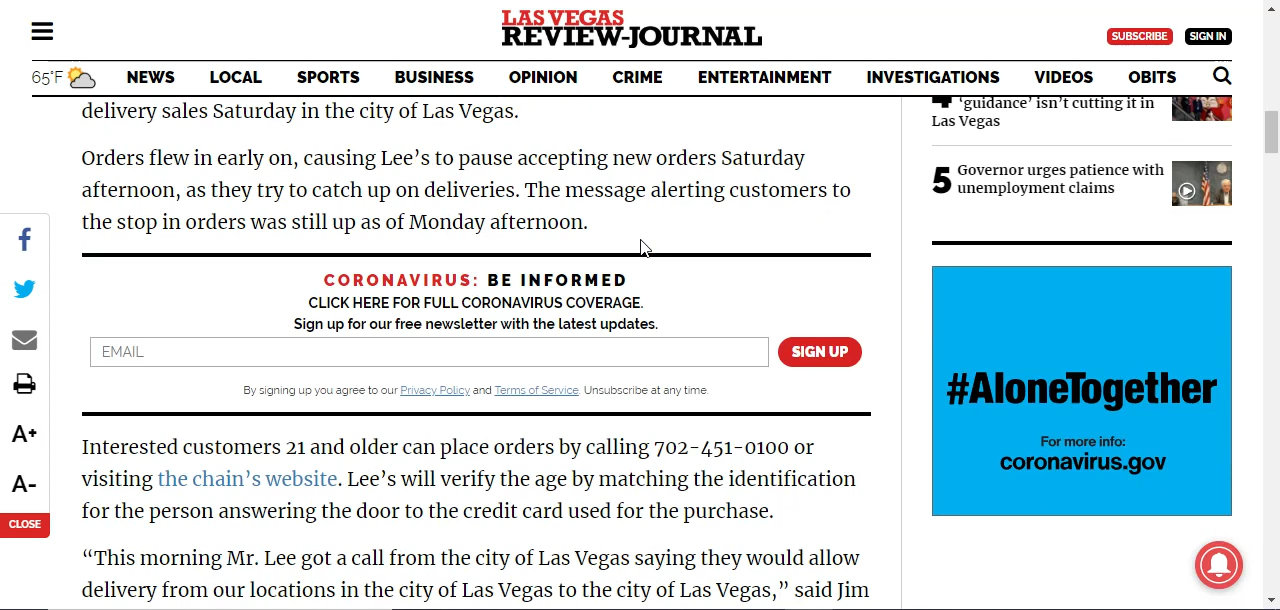 LAS VEGAS
REVIEW-JOURNAL
SUBSCRIBE
SIGN IN
65°F
NEWS LOCAL SPORTS BUSINESS OPINION CRIME ENTERTAINMENT INVESTIGATIONS VIDEOS OBITS
delivery sales Saturday in the city of Las Vegas.
Orders flew in early on, causing Lee’s to pause accepting new orders Saturday
afternoon, as they try to catch up on deliveries. The message alerting customers to
the stop in orders was still up as of Monday afternoon.
CORONAVIRUS: BE INFORMED
CLICK HERE FOR FULL CORONAVIRUS COVERAGE.
Sign up for our free newsletter with the latest updates.
EMAIL
SIGN UP
By signing up you agree to our Privacy Policy and Terms of Service. Unsubscribe at any time.
Interested customers 21 and older can place orders by calling 702-451-0100 or
visiting the chain’s website. Lee’s will verify the age by matching the identification
for the person answering the door to the credit card used for the purchase.
“This morning Mr. Lee got a call from the city of Las Vegas saying they would allow
delivery from our locations in the city of Las Vegas to the city of Las Vegas,” said Jim
A+
A-
CLOSE
4 ‘guidance’ isn’t cutting it in
Las Vegas
5 Governor urges patience with
unemployment claims
#AloneTogether
For more info:
coronavirus.gov